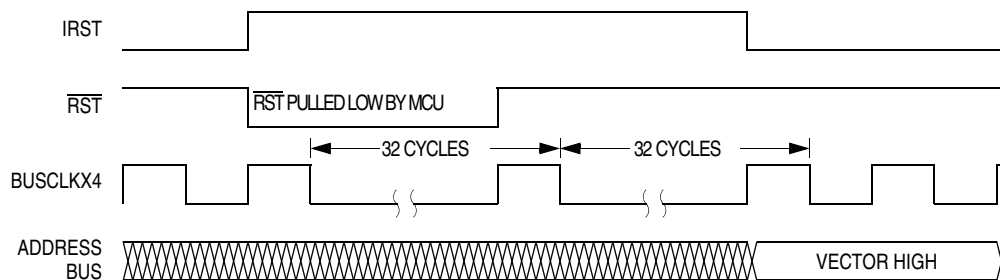 IRST
RST
RST PULLED LOW BY MCU
32 CYCLES
32 CYCLES
BUSCLKX4
ADDRESS
BUS
VECTOR HIGH